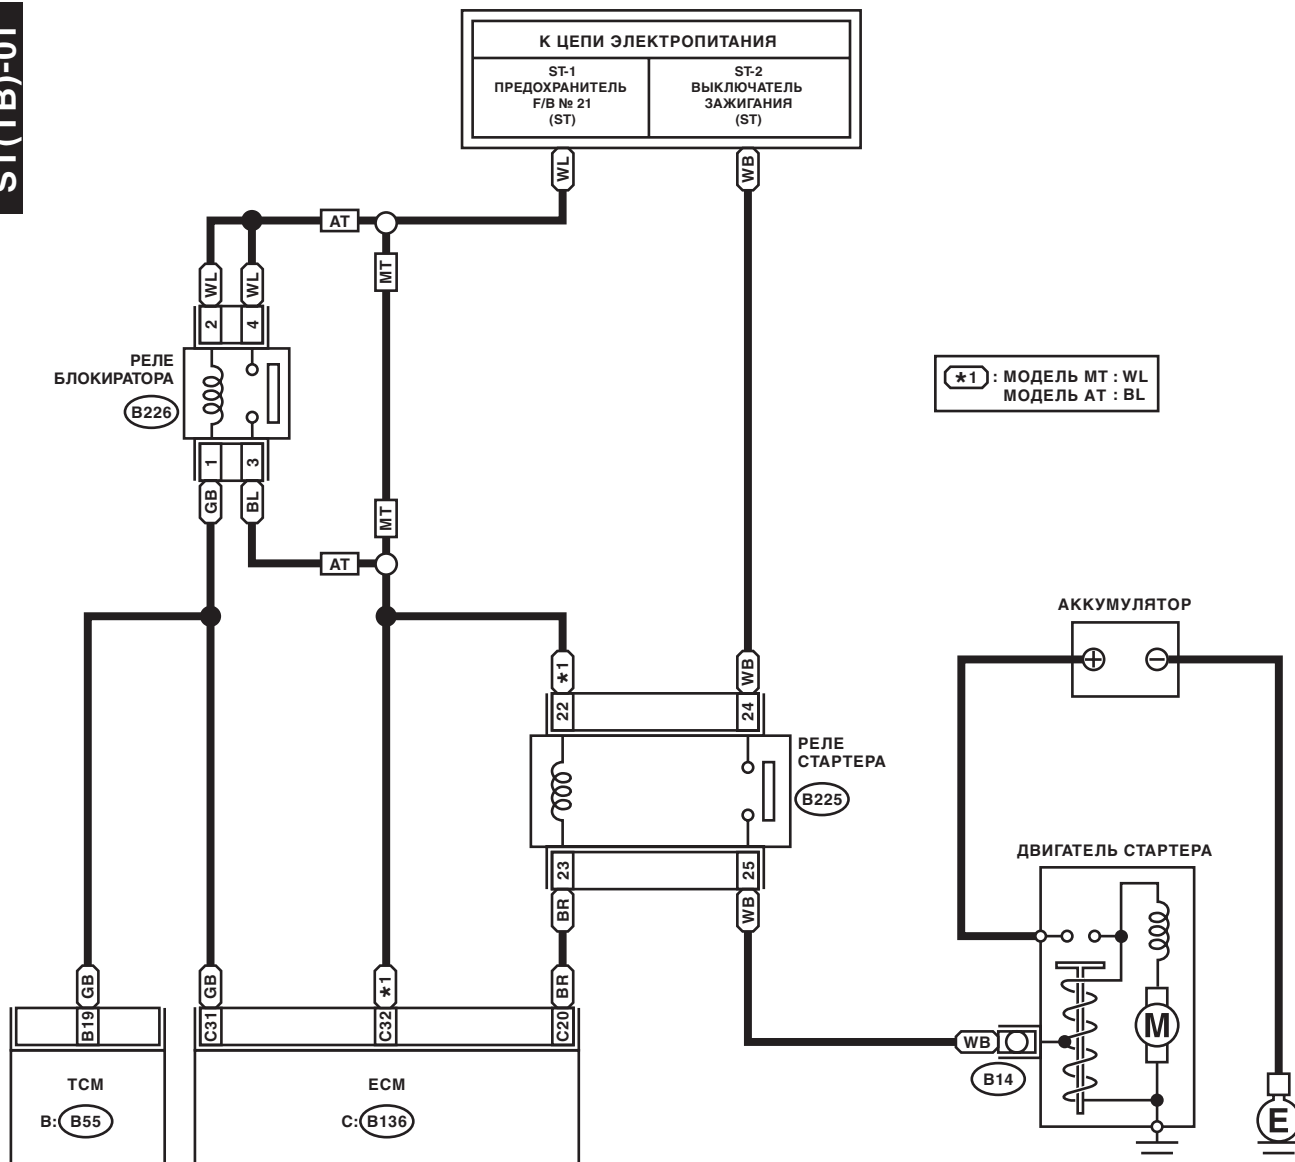 ST(TB)-01
К ЦЕПИ ЭЛЕКТРОПИТАНИЯ
ST-1
ПРЕДОХРАНИТЕЛЬ
F/B № 21
(ST)
ST-2
ВЫКЛЮЧАТЕЛЬ
ЗАЖИГАНИЯ
(ST)
WL
WB
AT
MT
WL
WL
2
4
РЕЛЕ
БЛОКИРАТОРА
B226
*1 : МОДЕЛЬ MT : WL
МОДЕЛЬ AT : BL
1
3
GB
BL
MT
AT
АККУМУЛЯТОР
+
−
*1
WB
22
24
РЕЛЕ
СТАРТЕРА
B225
23
25
BR
WB
ДВИГАТЕЛЬ СТАРТЕРА
M
GB
GB
*1
BR
B19
C31
C32
C20
WB
B14
TCM
B: B55
ECM
C: B136
E